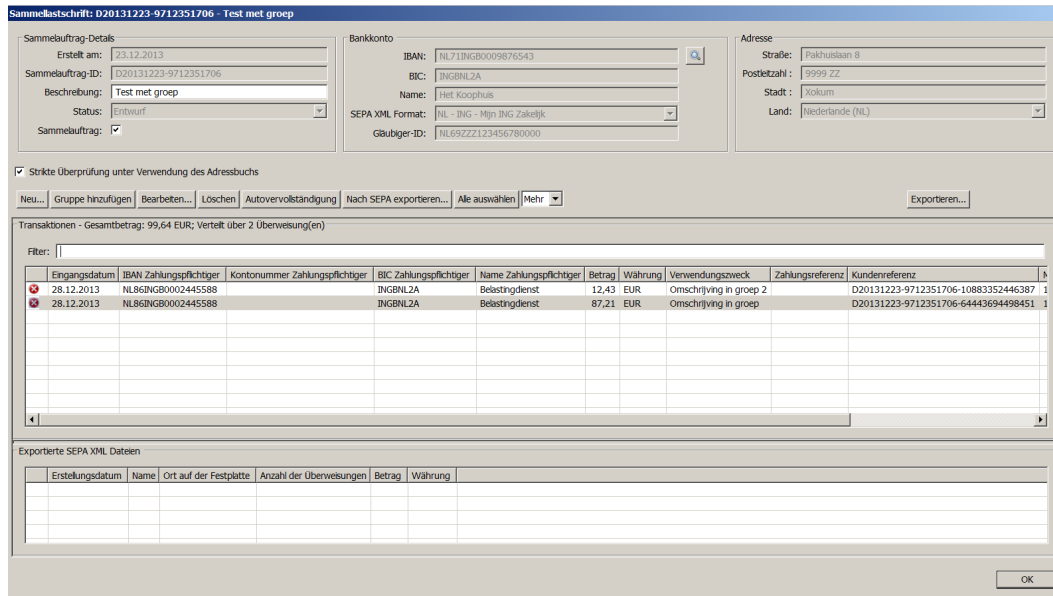 Sammellastschrift: D20131223-9712351706 - Test met groep
Sammelauftrag-Details
Erstellt am: 23.12.2013
Sammelauftrag-ID: D20131223-9712351706
Beschreibung: Test met groep
Status: Entwurf
Sammelauftrag:
Bankkonto
IBAN: NL71INGB0009876543
BIC: INGBNL2A
Name: Het Koophuis
SEPA XML Format: NL - ING - Mijn ING Zakelijk
Gläubiger-ID: NL69ZZZ123456780000
Adresse
Straße: Pakhuislaan 8
Postleitzahl : 9999 ZZ
Stadt : Xokum
Land: Niederlande (NL)
Strikte Überprüfung unter Verwendung des Adressbuchs
Neu... Gruppe hinzufügen Bearbeiten... Löschen Autovervollständigung Nach SEPA exportieren... Alle auswählen Mehr Exportieren...
Transaktionen - Gesamtbetrag: 99,64 EUR; Verteilt über 2 Überweisung(en)
Filter:
Eingangsdatum IBAN Zahlungspflichtiger Kontonummer Zahlungspflichtiger BIC Zahlungspflichtiger Name Zahlungspflichtiger Betrag Währung Verwendungszweck Zahlungsreferenz Kundenreferenz
28.12.2013 NL86INGB0002445588 INGBNL2A Belastingdienst 12,43 EUR Omschrijving in groep 2 D20131223-9712351706-10883352446387 1
28.12.2013 NL86INGB0002445588 INGBNL2A Belastingdienst 87,21 EUR Omschrijving in groep D20131223-9712351706-64443694498451 1
Exportierte SEPA XML Dateien
Erstellungsdatum Name Ort auf der Festplatte Anzahl der Überweisungen Betrag Währung
OK